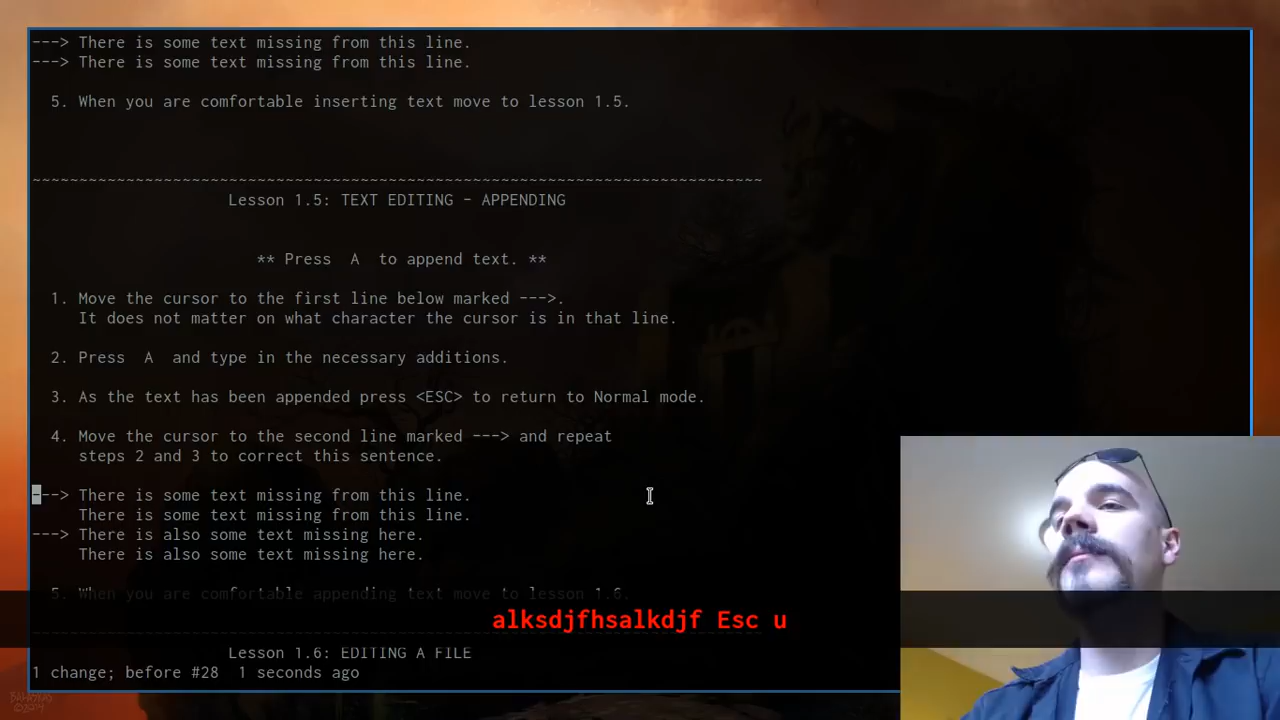 ---> There is some text missing from this line.
---> There is some text missing from this line.
5. When you are comfortable inserting text move to lesson 1.5.
~~~~~~~~~~~~~~~~~~~~~~~~~~~~~~~~~~~~~~~~~~~~~~~~~~~~~~~~~~~~~~~~~~~~~~~~~~~~~~
Lesson 1.5: TEXT EDITING - APPENDING
** Press  A  to append text. **
1. Move the cursor to the first line below marked --->.
It does not matter on what character the cursor is in that line.
2. Press  A  and type in the necessary additions.
3. As the text has been appended press <ESC> to return to Normal mode.
4. Move the cursor to the second line marked ---> and repeat
steps 2 and 3 to correct this sentence.
---> There is some text missing from this line.
There is some text missing from this line.
---> There is also some text missing here.
There is also some text missing here.
5. When you are comfortable appending text move to lesson 1.6.
alksdjfhsalkdjf Esc u
Lesson 1.6: EDITING A FILE
1 change; before #28  1 seconds ago